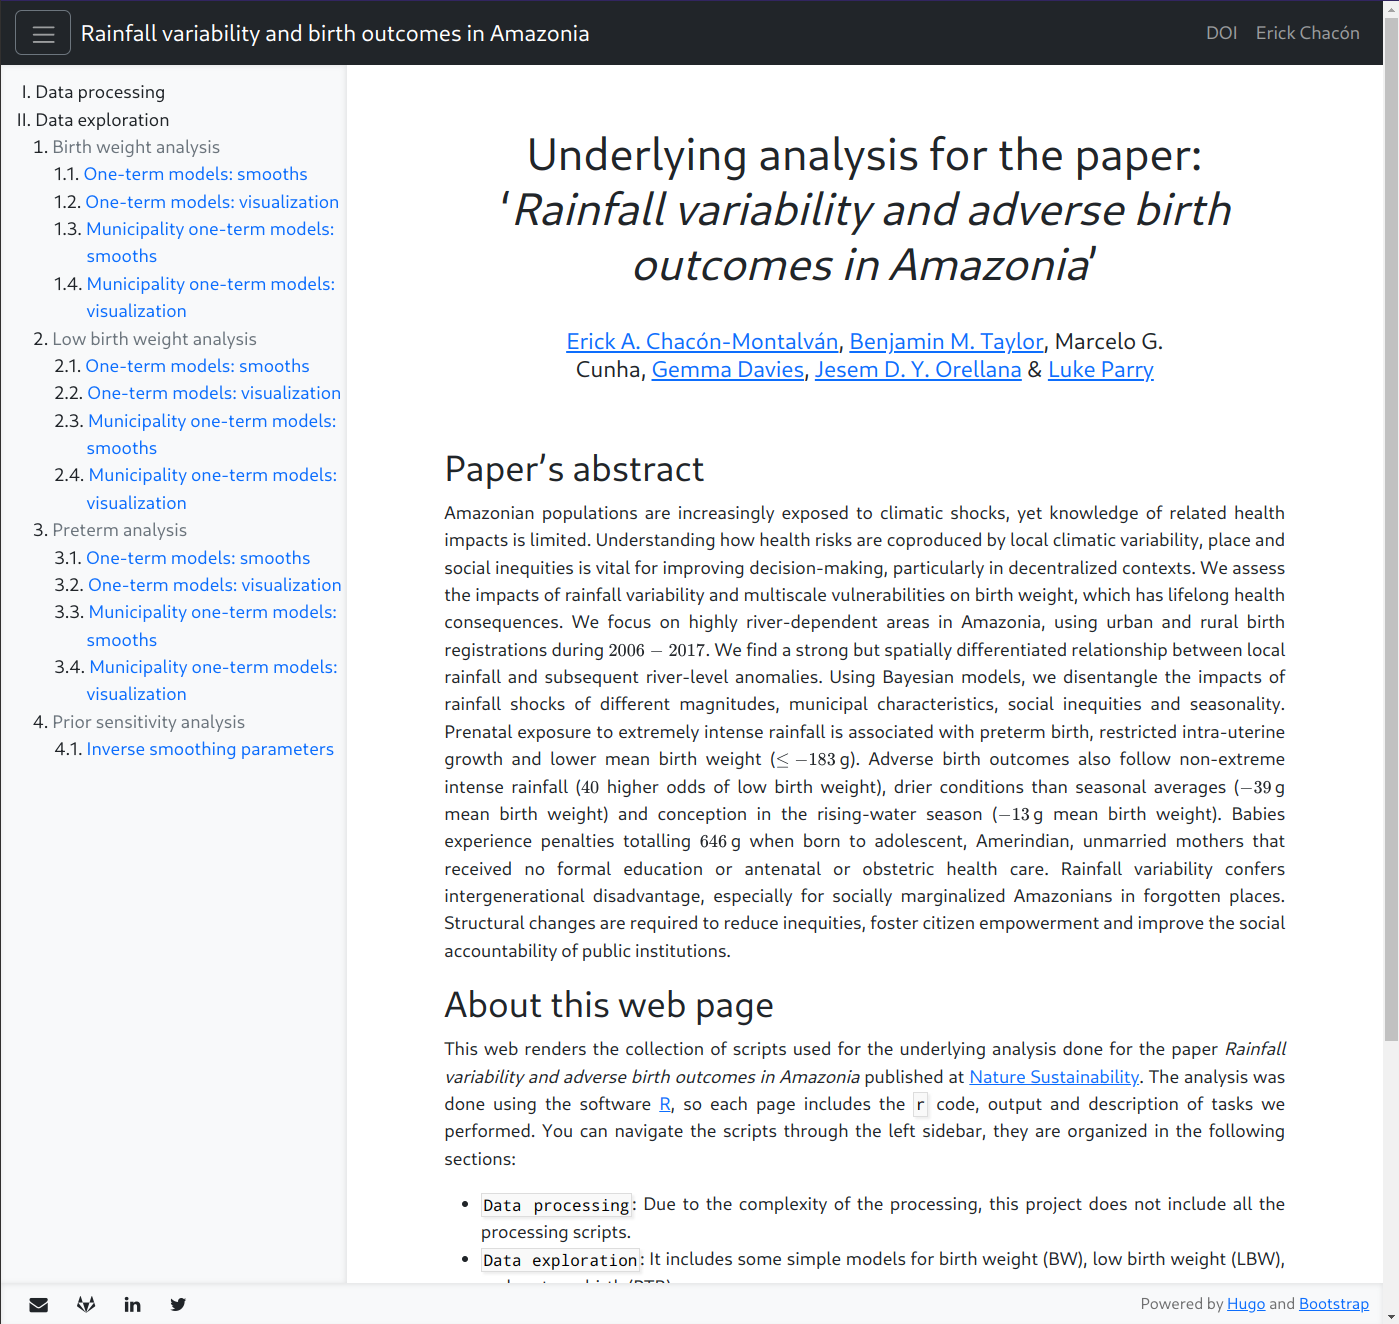 Rainfall variability and birth outcomes in Amazonia
DOI
Erick Chacón
I. Data processing
II. Data exploration
1. Birth weight analysis
1.1. One-term models: smooths
1.2. One-term models: visualization
1.3. Municipality one-term models:
smooths
1.4. Municipality one-term models:
visualization
2. Low birth weight analysis
2.1. One-term models: smooths
2.2. One-term models: visualization
2.3. Municipality one-term models:
smooths
2.4. Municipality one-term models:
visualization
3. Preterm analysis
3.1. One-term models: smooths
3.2. One-term models: visualization
3.3. Municipality one-term models:
smooths
3.4. Municipality one-term models:
visualization
4. Prior sensitivity analysis
4.1. Inverse smoothing parameters
Underlying analysis for the paper:
‘Rainfall variability and adverse birth
outcomes in Amazonia’
Erick A. Chacón-Montalván, Benjamin M. Taylor, Marcelo G.
Cunha, Gemma Davies, Jesem D. Y. Orellana & Luke Parry
Paper’s abstract
Amazonian populations are increasingly exposed to climatic shocks, yet knowledge of related health
impacts is limited. Understanding how health risks are coproduced by local climatic variability, place and
social inequities is vital for improving decision-making, particularly in decentralized contexts. We assess
the impacts of rainfall variability and multiscale vulnerabilities on birth weight, which has lifelong health
consequences. We focus on highly river-dependent areas in Amazonia, using urban and rural birth
registrations during 2006 − 2017. We find a strong but spatially differentiated relationship between local
rainfall and subsequent river-level anomalies. Using Bayesian models, we disentangle the impacts of
rainfall shocks of different magnitudes, municipal characteristics, social inequities and seasonality.
Prenatal exposure to extremely intense rainfall is associated with preterm birth, restricted intra-uterine
growth and lower mean birth weight (≤ −183 g). Adverse birth outcomes also follow non-extreme
intense rainfall (40 higher odds of low birth weight), drier conditions than seasonal averages (−39 g
mean birth weight) and conception in the rising-water season (−13 g mean birth weight). Babies
experience penalties totalling 646 g when born to adolescent, Amerindian, unmarried mothers that
received no formal education or antenatal or obstetric health care. Rainfall variability confers
intergenerational disadvantage, especially for socially marginalized Amazonians in forgotten places.
Structural changes are required to reduce inequities, foster citizen empowerment and improve the social
accountability of public institutions.
About this web page
This web renders the collection of scripts used for the underlying analysis done for the paper Rainfall
variability and adverse birth outcomes in Amazonia published at Nature Sustainability. The analysis was
done using the software R, so each page includes the r code, output and description of tasks we
performed. You can navigate the scripts through the left sidebar, they are organized in the following
sections:
• Data processing: Due to the complexity of the processing, this project does not include all the
processing scripts.
• Data exploration: It includes some simple models for birth weight (BW), low birth weight (LBW),
Powered by Hugo and Bootstrap